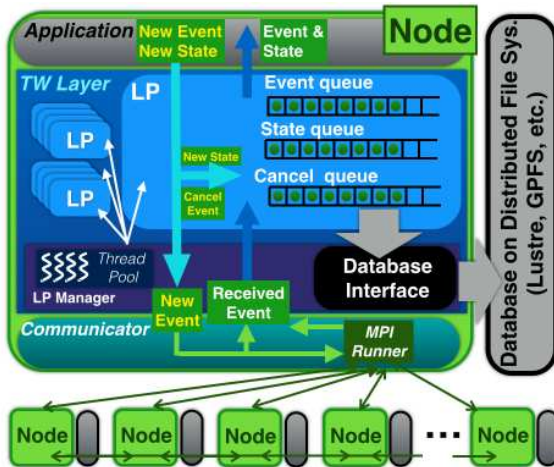 Application
New Event
New State
Event &
State
Node
TW Layer
LP
Event queue
State queue
Cancel queue
LP
LP
New State
Cancel
Event
Thread
Pool
LP Manager
Database
Interface
New
Event
Received
Event
Communicator
MPI
Runner
Database on Distributed File Sys.
(Lustre, GPFS, etc.)
Node
Node
Node
Node
...
Node